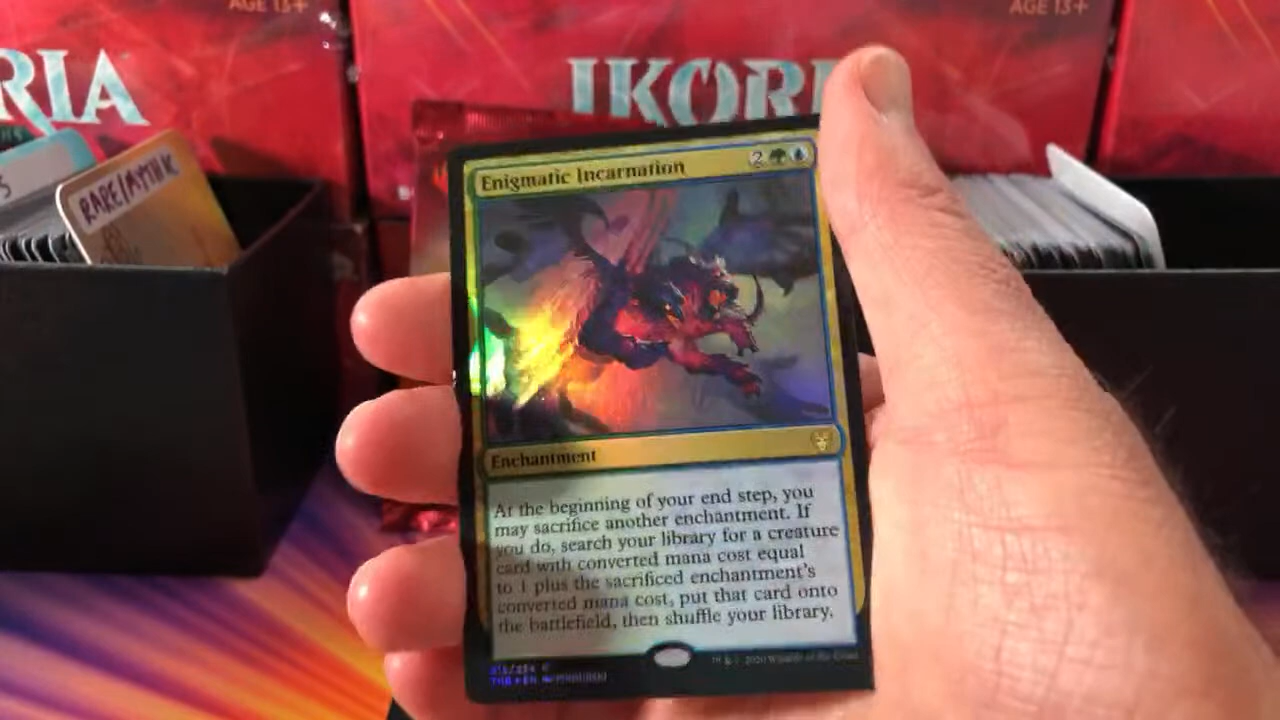 AGE 13+
AGE 13+
RIA
IKORI
RARE/MYTHIC
Enigmatic Incarnation
2
Enchantment
At the beginning of your end step, you
may sacrifice another enchantment. If
you do, search your library for a creature
card with converted mana cost equal
to 1 plus the sacrificed enchantment's
converted mana cost, put that card onto
the battlefield, then shuffle your library.